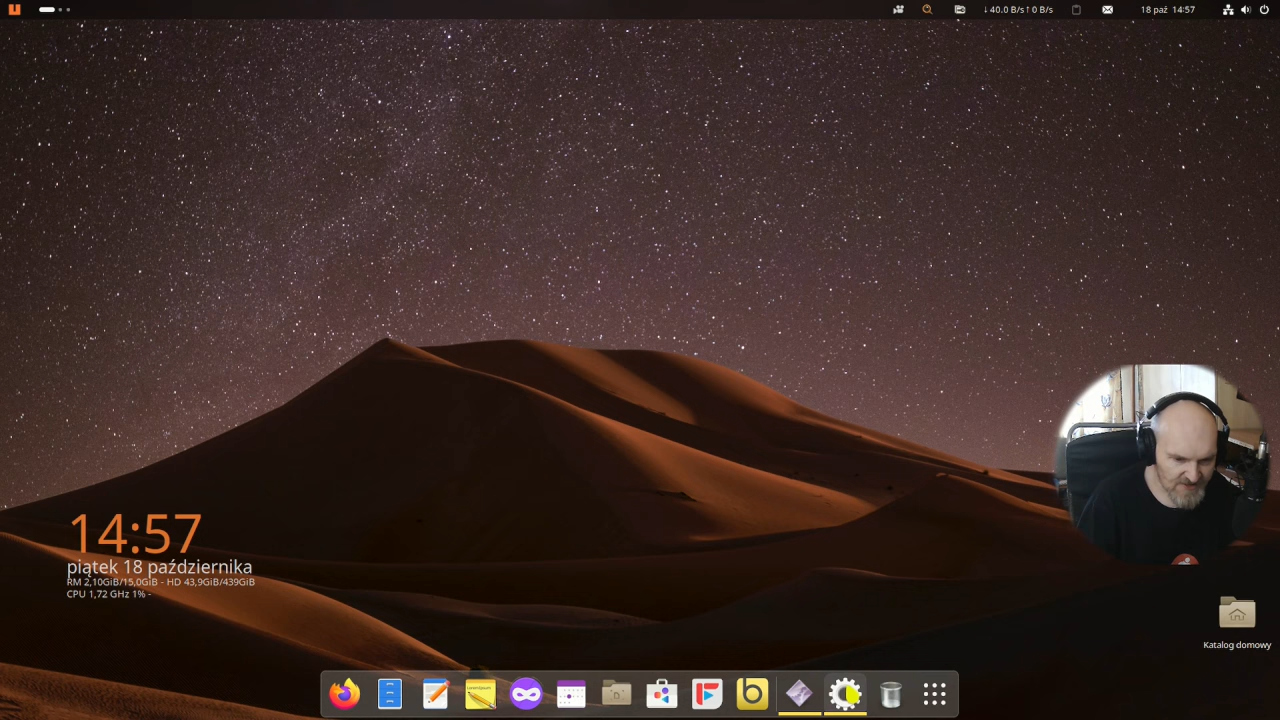 ↓40.0 B/s↑0 B/s
18 paź 14:57
14:57
piątek 18 października
RM 2,10GiB/15,0GiB - HD 43,9GiB/439GiB
CPU 1,72 GHz 1% -
Katalog domowy